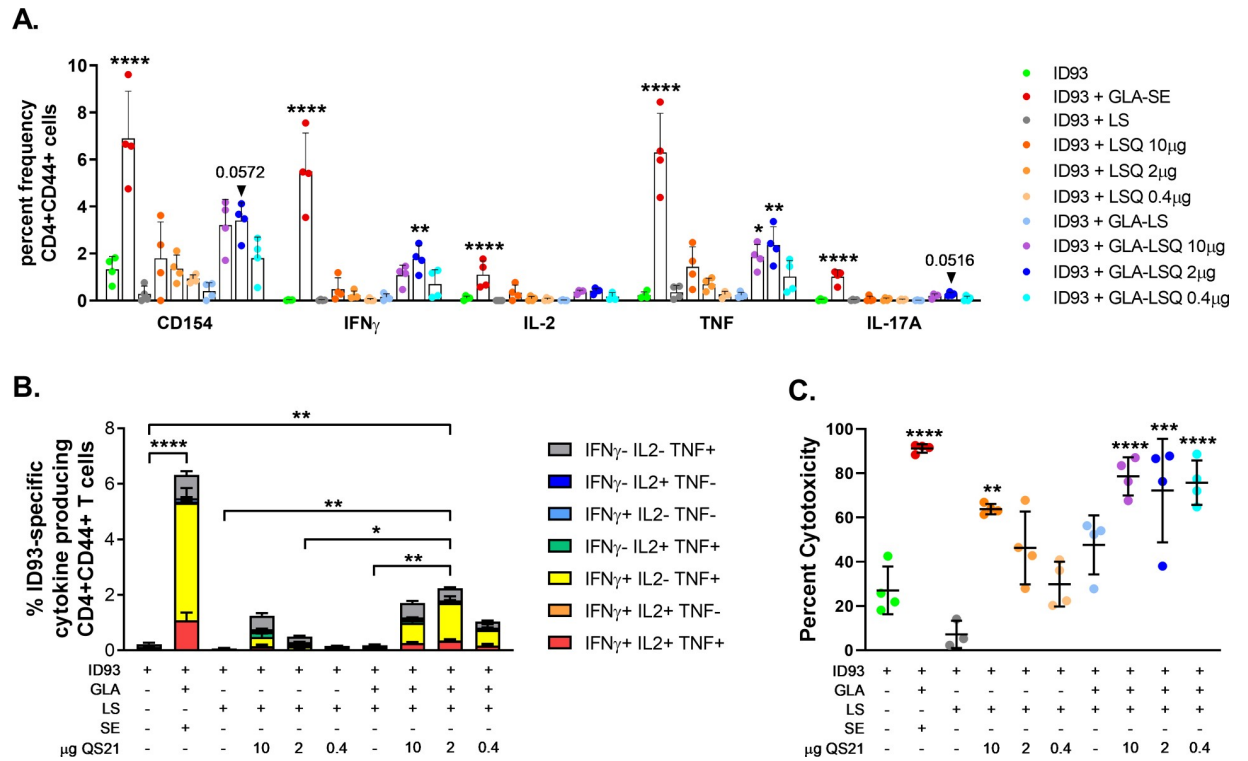 A.
percent frequency
CD4+CD44+ cells
10
8
6
4
2
0
****
0.0572
****
**
****
****
*
**
****
0.0516
CD154
IFNγ
IL-2
TNF
IL-17A
ID93
ID93 + GLA-SE
ID93 + LS
ID93 + LSQ 10µg
ID93 + LSQ 2µg
ID93 + LSQ 0.4µg
ID93 + GLA-LS
ID93 + GLA-LSQ 10µg
ID93 + GLA-LSQ 2µg
ID93 + GLA-LSQ 0.4µg
B.
% ID93-specific
cytokine producing
CD4+CD44+ T cells
8
6
4
2
0
**
****
**
*
**
ID93 + + + + + + + + + +
GLA - + - - - - + + + +
LS - - + + + + + + + +
SE - + - - - - - - - -
µg QS21 - - - 10 2 0.4 - 10 2 0.4
IFNγ- IL2- TNF+
IFNγ- IL2+ TNF-
IFNγ+ IL2- TNF-
IFNγ- IL2+ TNF+
IFNγ+ IL2- TNF+
IFNγ+ IL2+ TNF-
IFNγ+ IL2+ TNF+
C.
Percent Cytotoxicity
100
80
60
40
20
0
****
**
****
***
****
ID93 + + + + + + + + + +
GLA - + - - - - + + + +
LS - - + + + + + + + +
SE - + - - - - - - - -
µg QS21 - - - 10 2 0.4 - 10 2 0.4